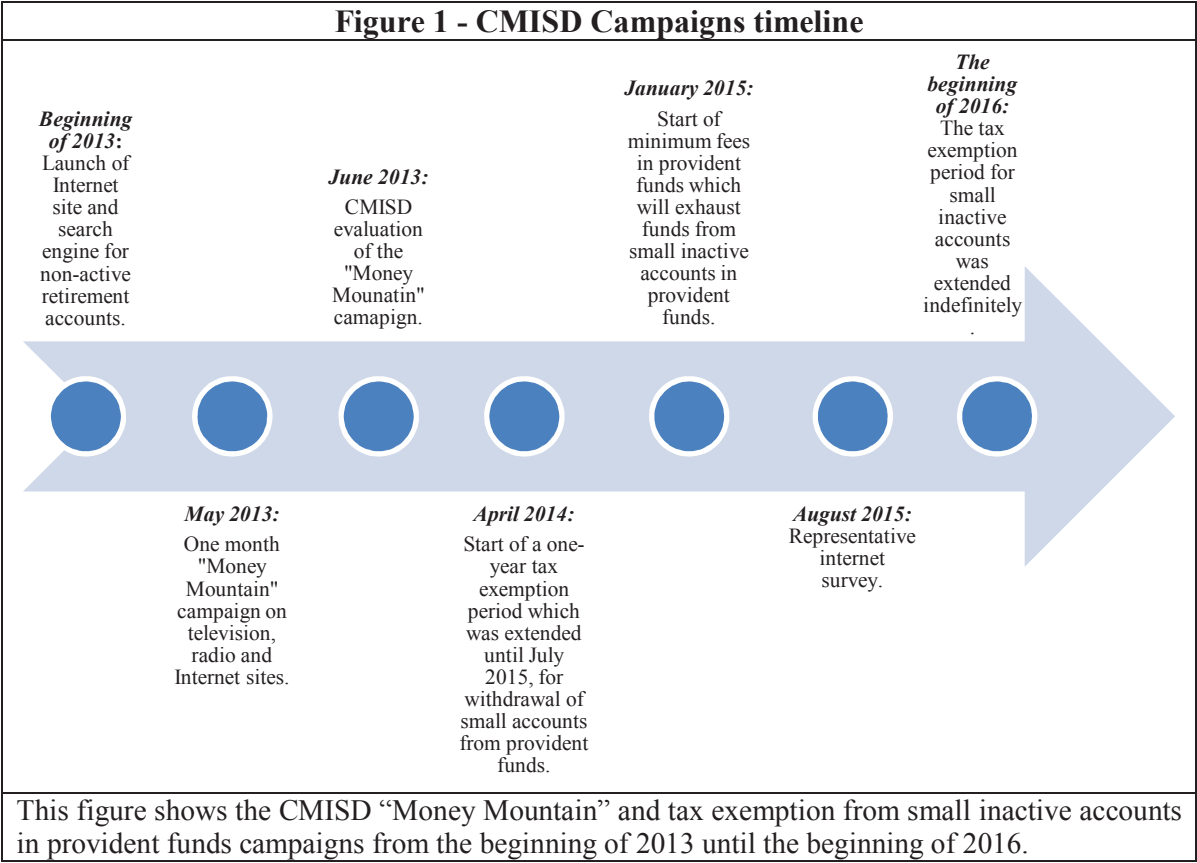 Figure 1 - CMISD Campaigns timeline
Beginning
of 2013:
Launch of
Internet
site and
search
engine for
non-active
retirement
accounts.
May 2013:
One month
"Money
Mountain"
campaign on
television,
radio and
Internet sites.
June 2013:
CMISD
evaluation
of the
"Money
Mounatin"
camapign.
April 2014:
Start of a one-
year tax
exemption
period which
was extended
until July
2015, for
withdrawal of
small accounts
from provident
funds.
January 2015:
Start of
minimum fees
in provident
funds which
will exhaust
funds from
small inactive
accounts in
provident
funds.
August 2015:
Representative
internet
survey.
The
beginning
of 2016:
The tax
exemption
period for
small
inactive
accounts
was
extended
indefinitely
.
This figure shows the CMISD “Money Mountain” and tax exemption from small inactive accounts
in provident funds campaigns from the beginning of 2013 until the beginning of 2016.